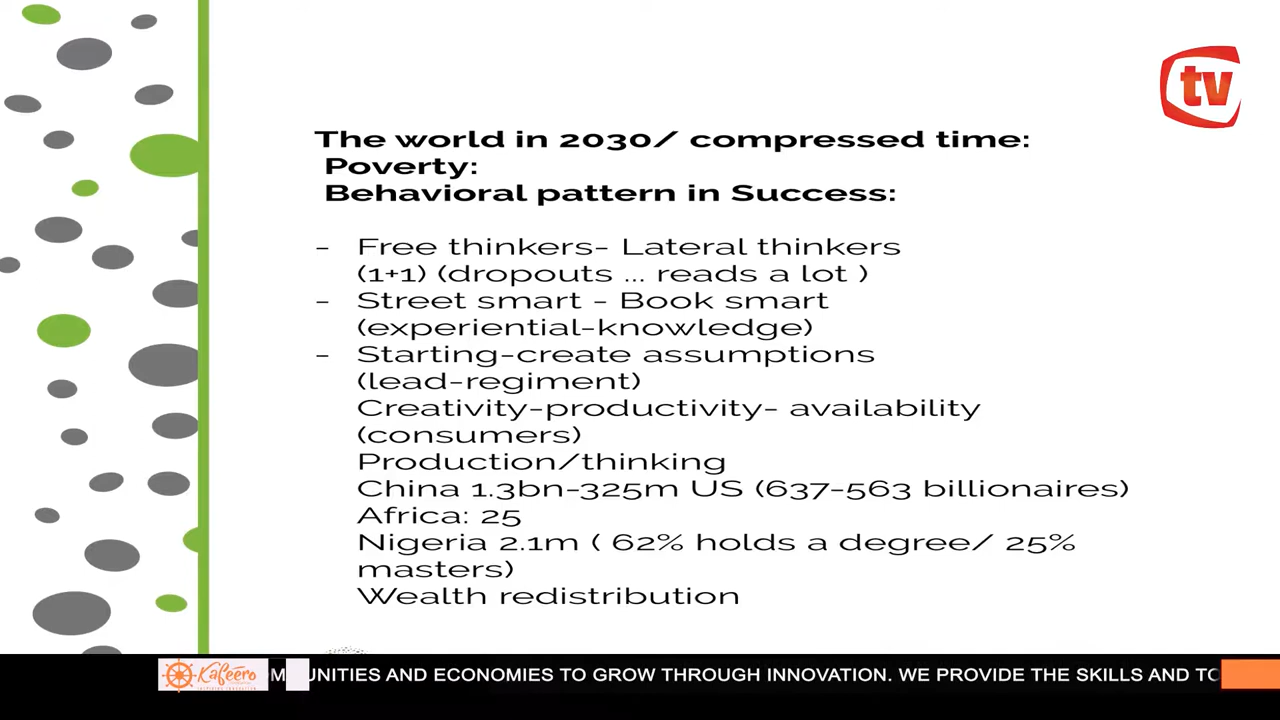 tv
The world in 2030/ compressed time:
Poverty:
Behavioral pattern in Success:
- Free thinkers- Lateral thinkers
(1+1) (dropouts ... reads a lot )
- Street smart - Book smart
(experiential-knowledge)
- Starting-create assumptions
(lead-regiment)
Creativity-productivity- availability
(consumers)
Production/thinking
China 1.3bn-325m US (637-563 billionaires)
Africa: 25
Nigeria 2.1m ( 62% holds a degree/ 25%
masters)
Wealth redistribution
Kafeero
UNITIES AND ECONOMIES TO GROW THROUGH INNOVATION. WE PROVIDE THE SKILLS AND TO